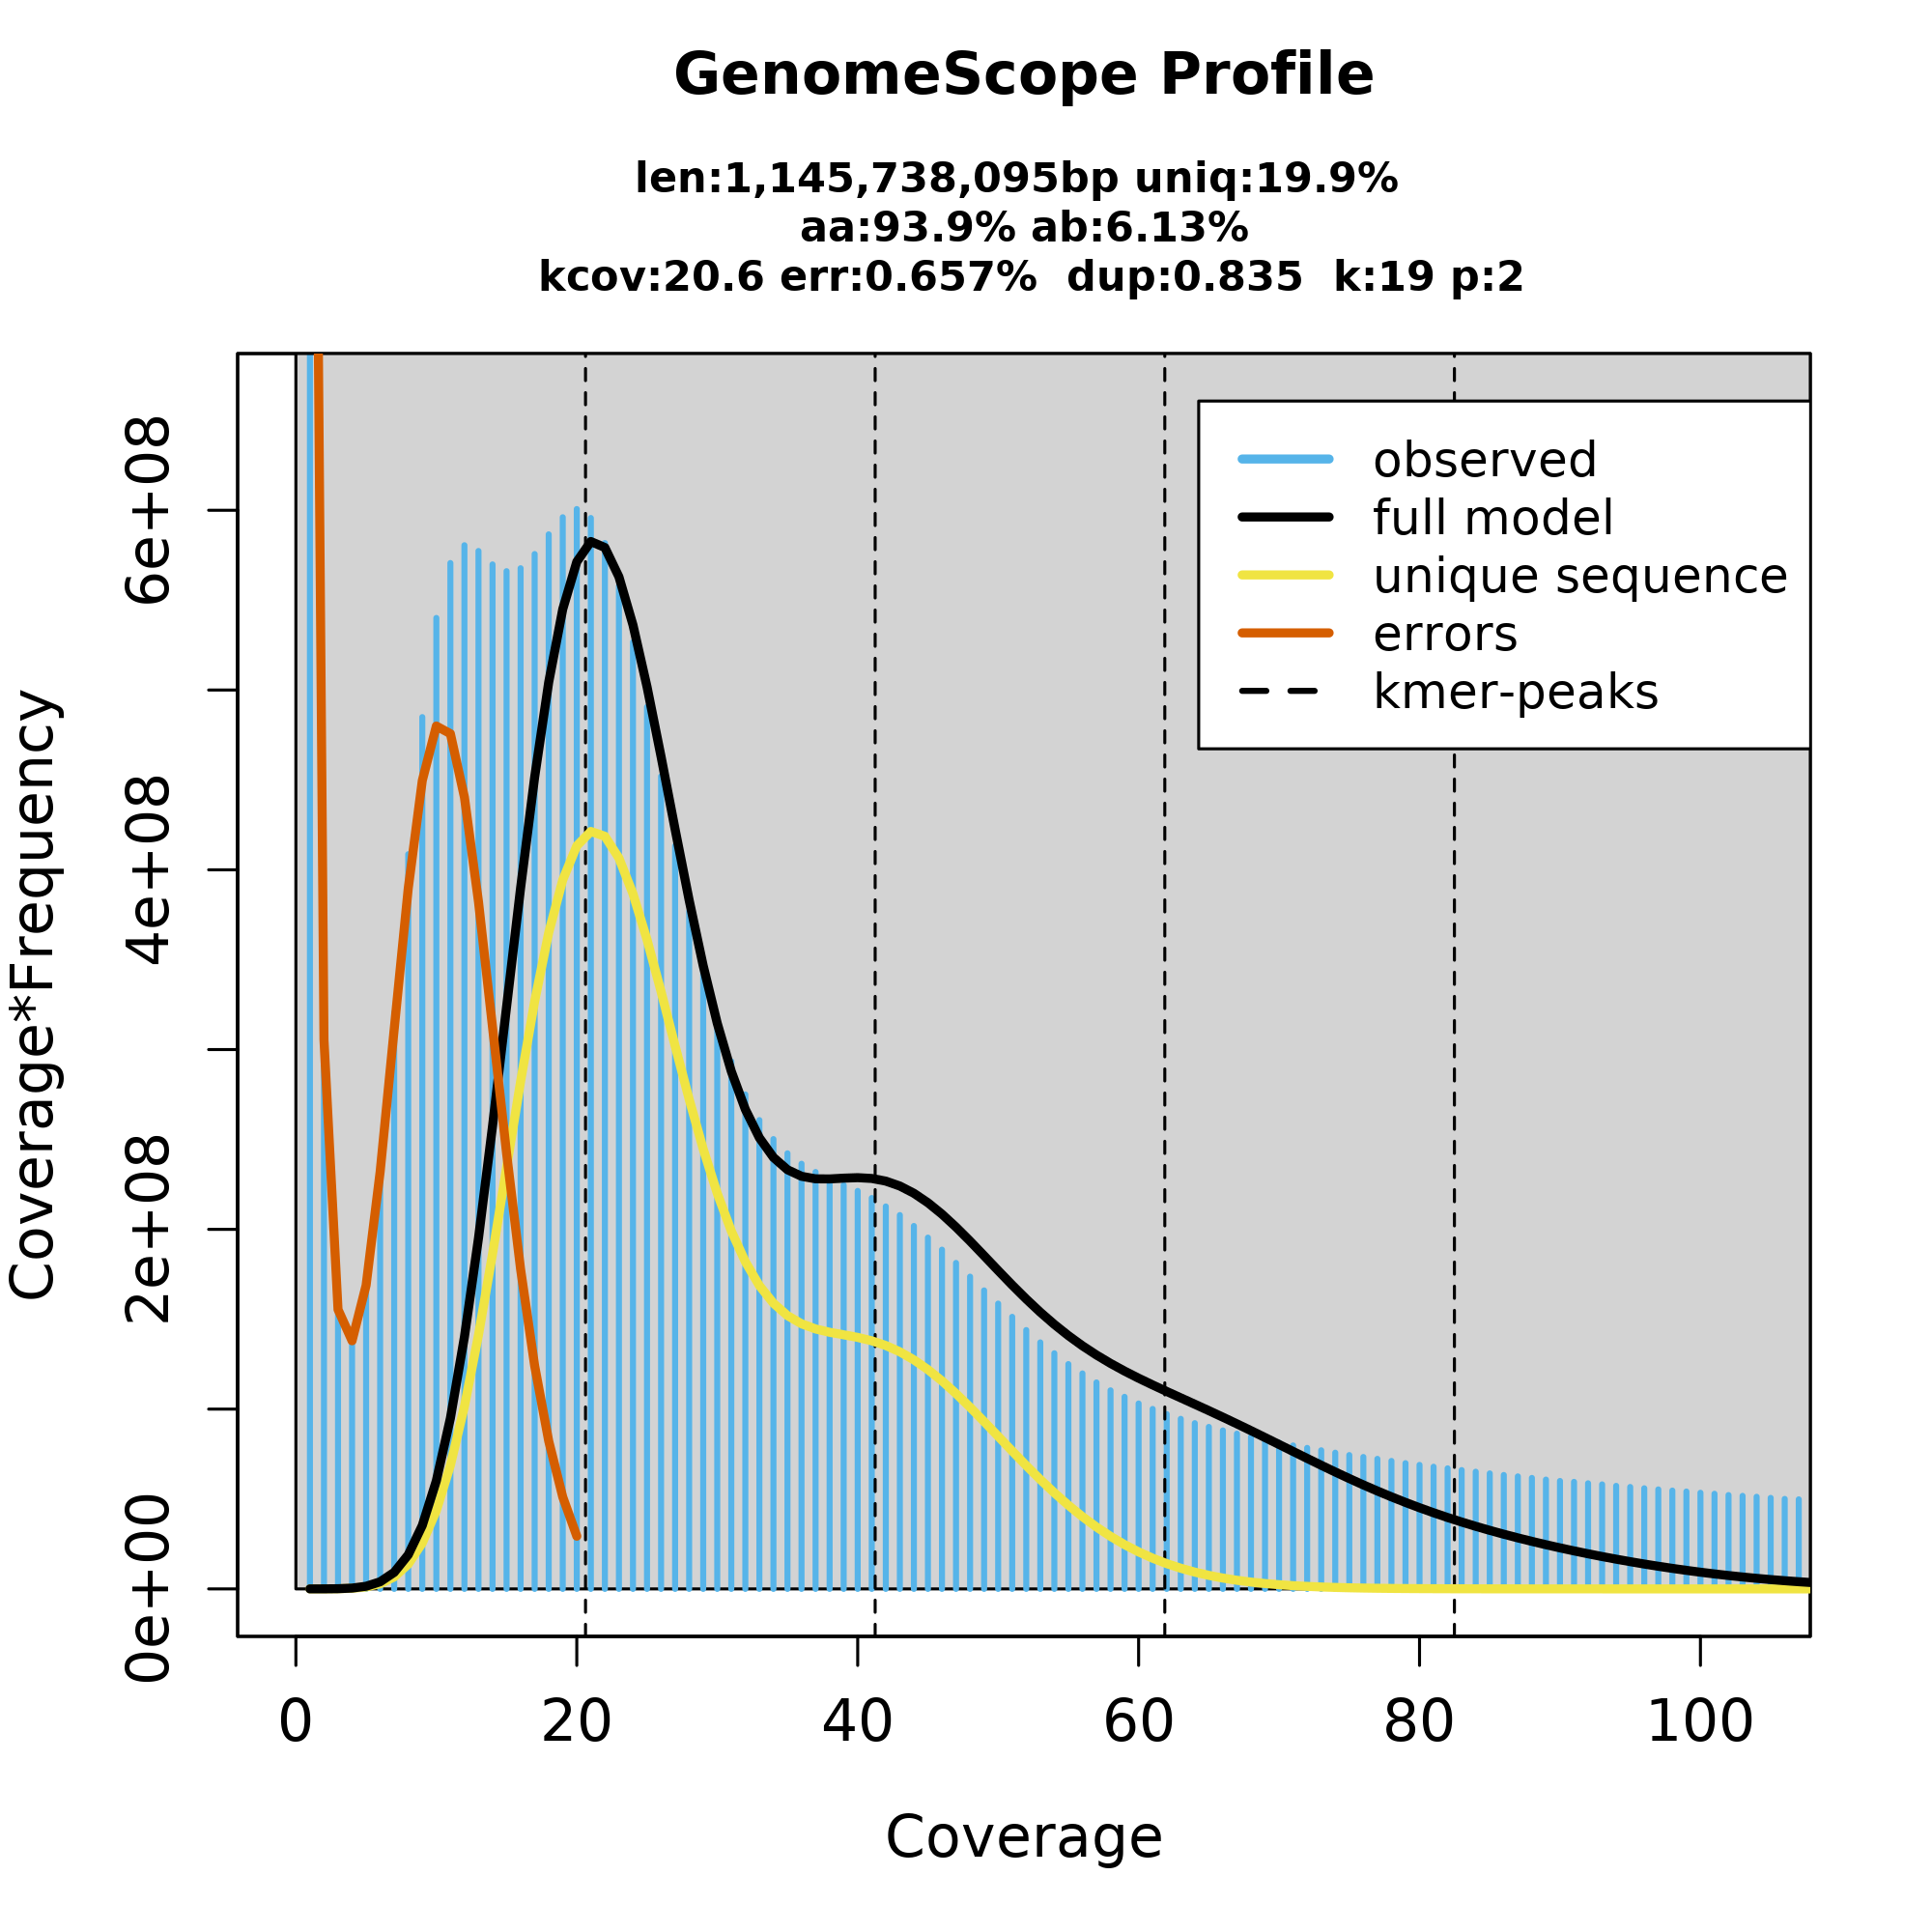 GenomeScope Profile
len:1,145,738,095bp uniq:19.9%
aa:93.9% ab:6.13%
kcov:20.6 err:0.657%  dup:0.835  k:19 p:2
observed
full model
unique sequence
errors
kmer-peaks
Coverage*Frequency
6e+08
4e+08
2e+08
0e+00
0 20 40 60 80 100
Coverage